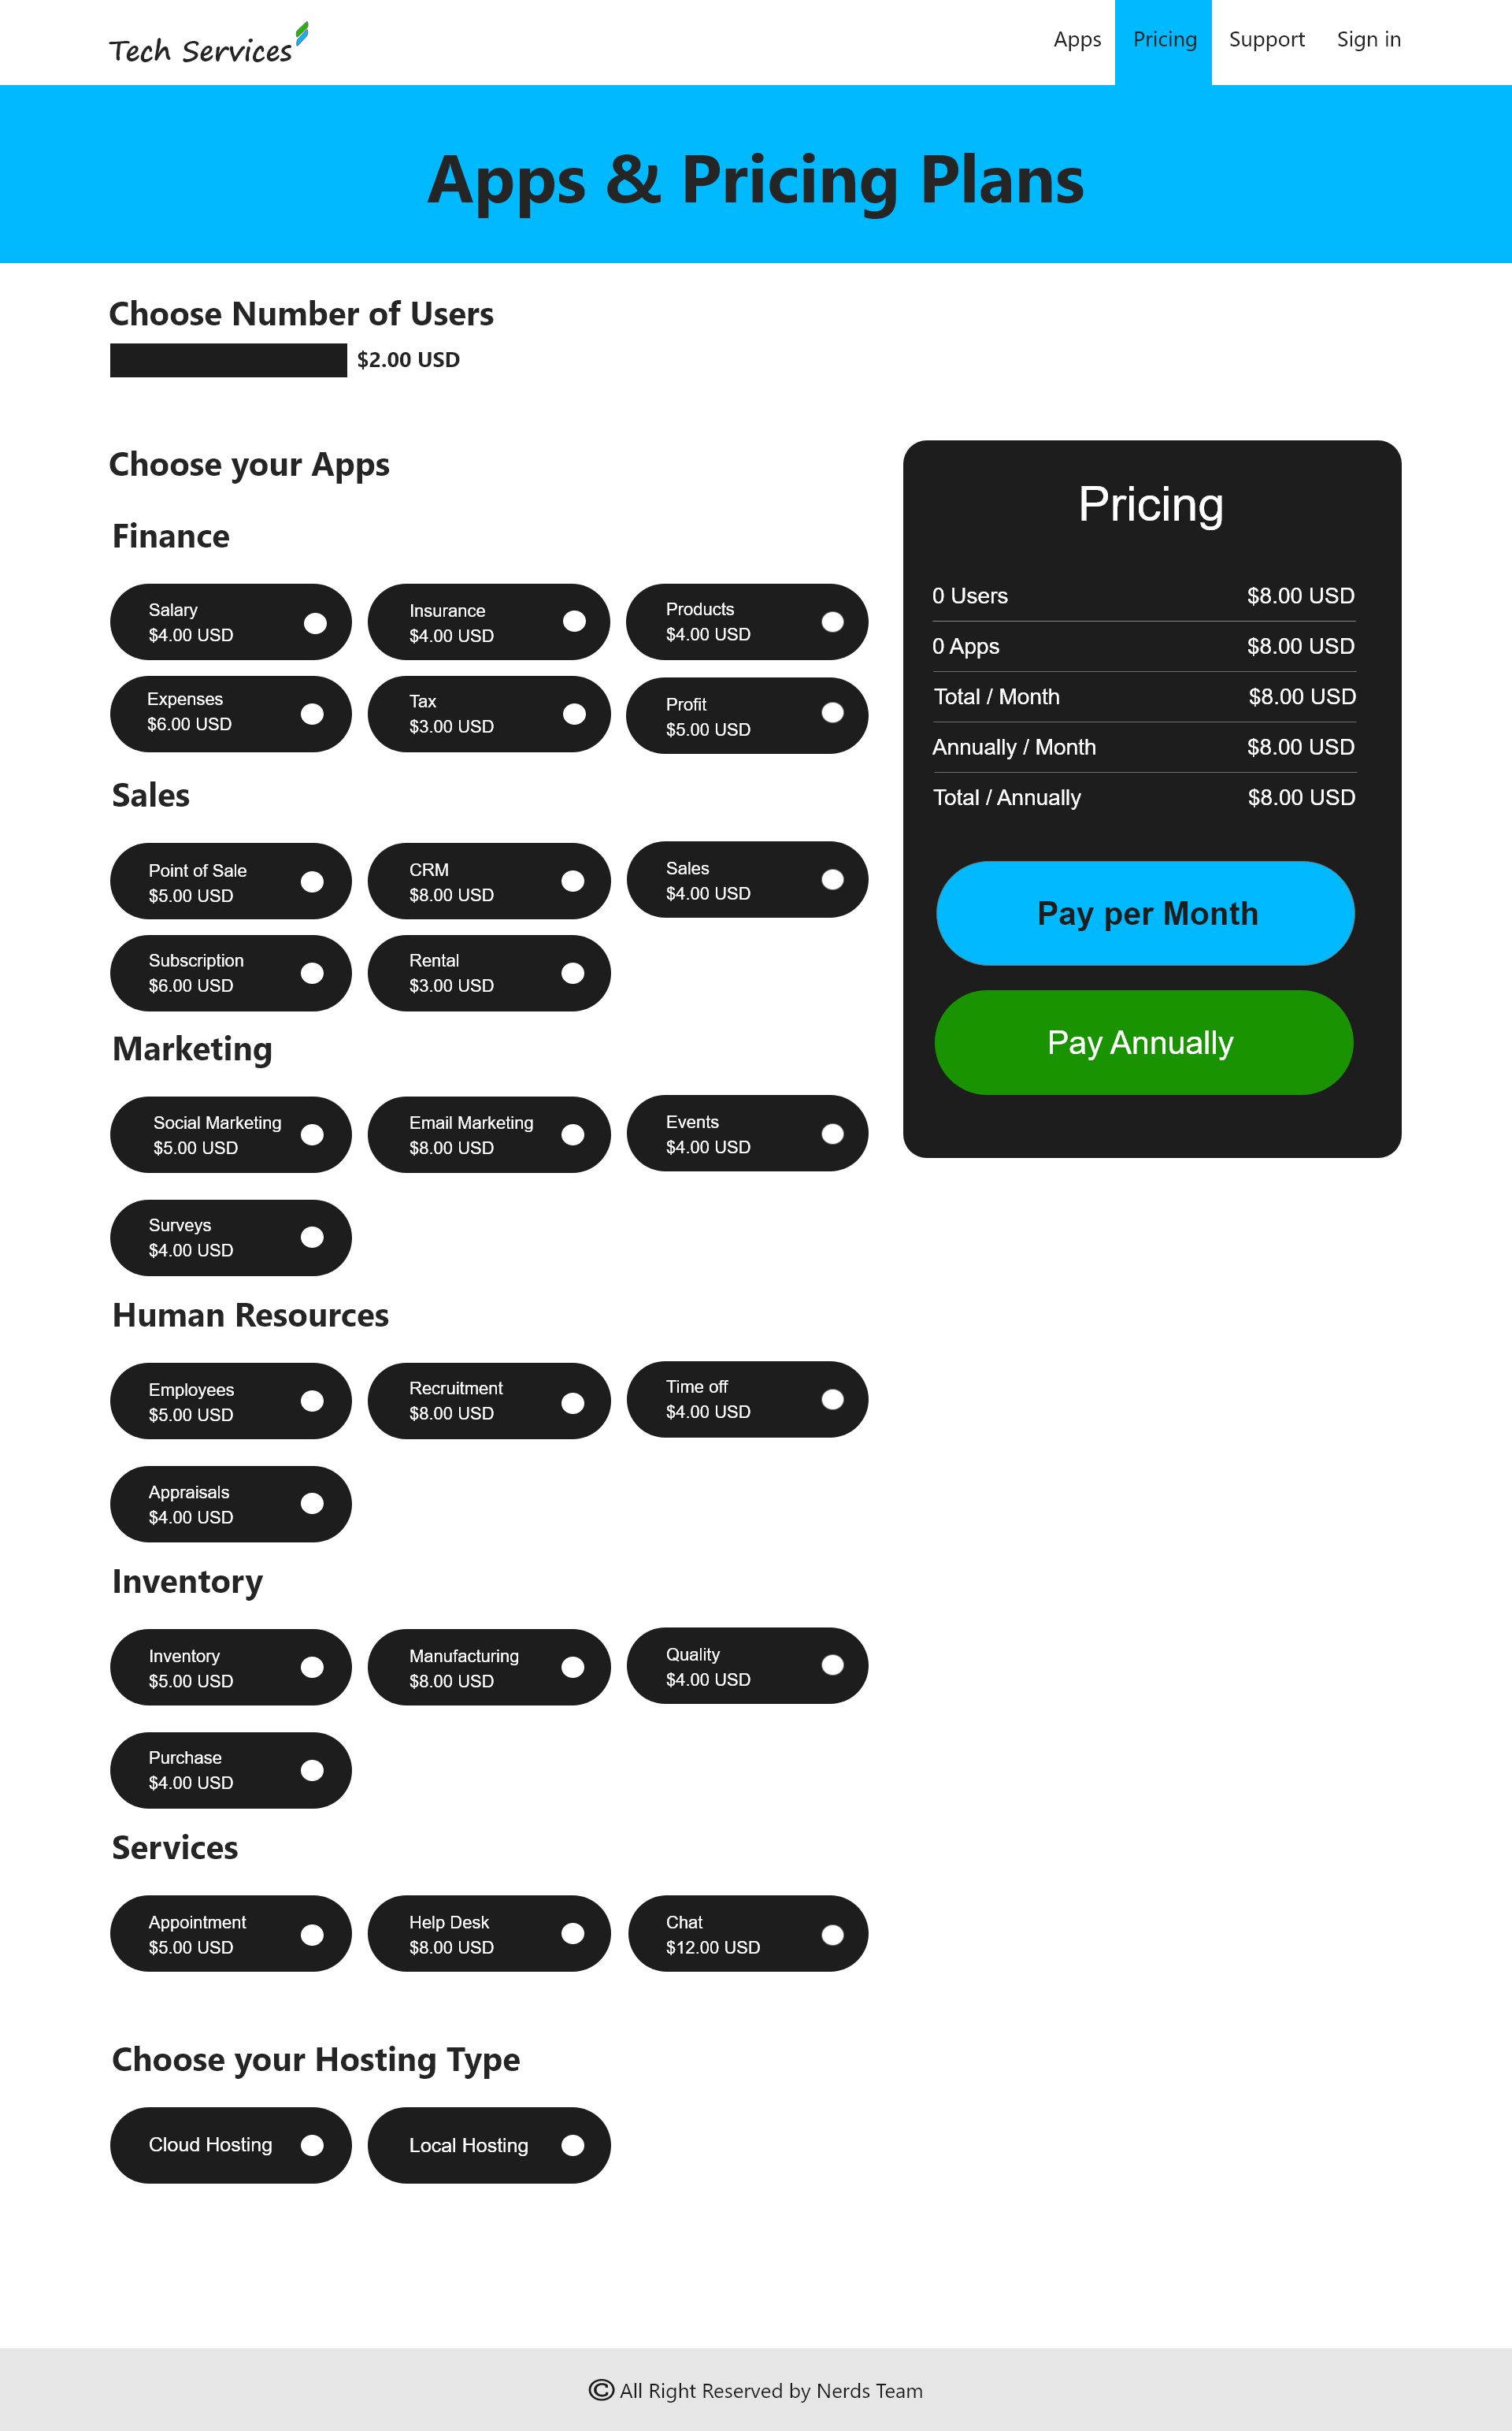 Tech Services
Apps Pricing Support Sign in
Apps & Pricing Plans
Choose Number of Users
$2.00 USD
Choose your Apps
Finance
Salary
$4.00 USD
Insurance
$4.00 USD
Products
$4.00 USD
Expenses
$6.00 USD
Tax
$3.00 USD
Profit
$5.00 USD
Sales
Point of Sale
$5.00 USD
CRM
$8.00 USD
Sales
$4.00 USD
Subscription
$6.00 USD
Rental
$3.00 USD
Marketing
Social Marketing
$5.00 USD
Email Marketing
$8.00 USD
Events
$4.00 USD
Surveys
$4.00 USD
Human Resources
Employees
$5.00 USD
Recruitment
$8.00 USD
Time off
$4.00 USD
Appraisals
$4.00 USD
Inventory
Inventory
$5.00 USD
Manufacturing
$8.00 USD
Quality
$4.00 USD
Purchase
$4.00 USD
Services
Appointment
$5.00 USD
Help Desk
$8.00 USD
Chat
$12.00 USD
Choose your Hosting Type
Cloud Hosting
Local Hosting
Pricing
0 Users $8.00 USD
0 Apps $8.00 USD
Total / Month $8.00 USD
Annually / Month $8.00 USD
Total / Annually $8.00 USD
Pay per Month
Pay Annually
© All Right Reserved by Nerds Team